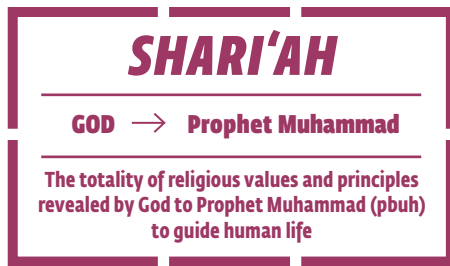 SHARI‘AH
GOD → Prophet Muhammad
The totality of religious values and principles
revealed by God to Prophet Muhammad (pbuh)
to guide human life